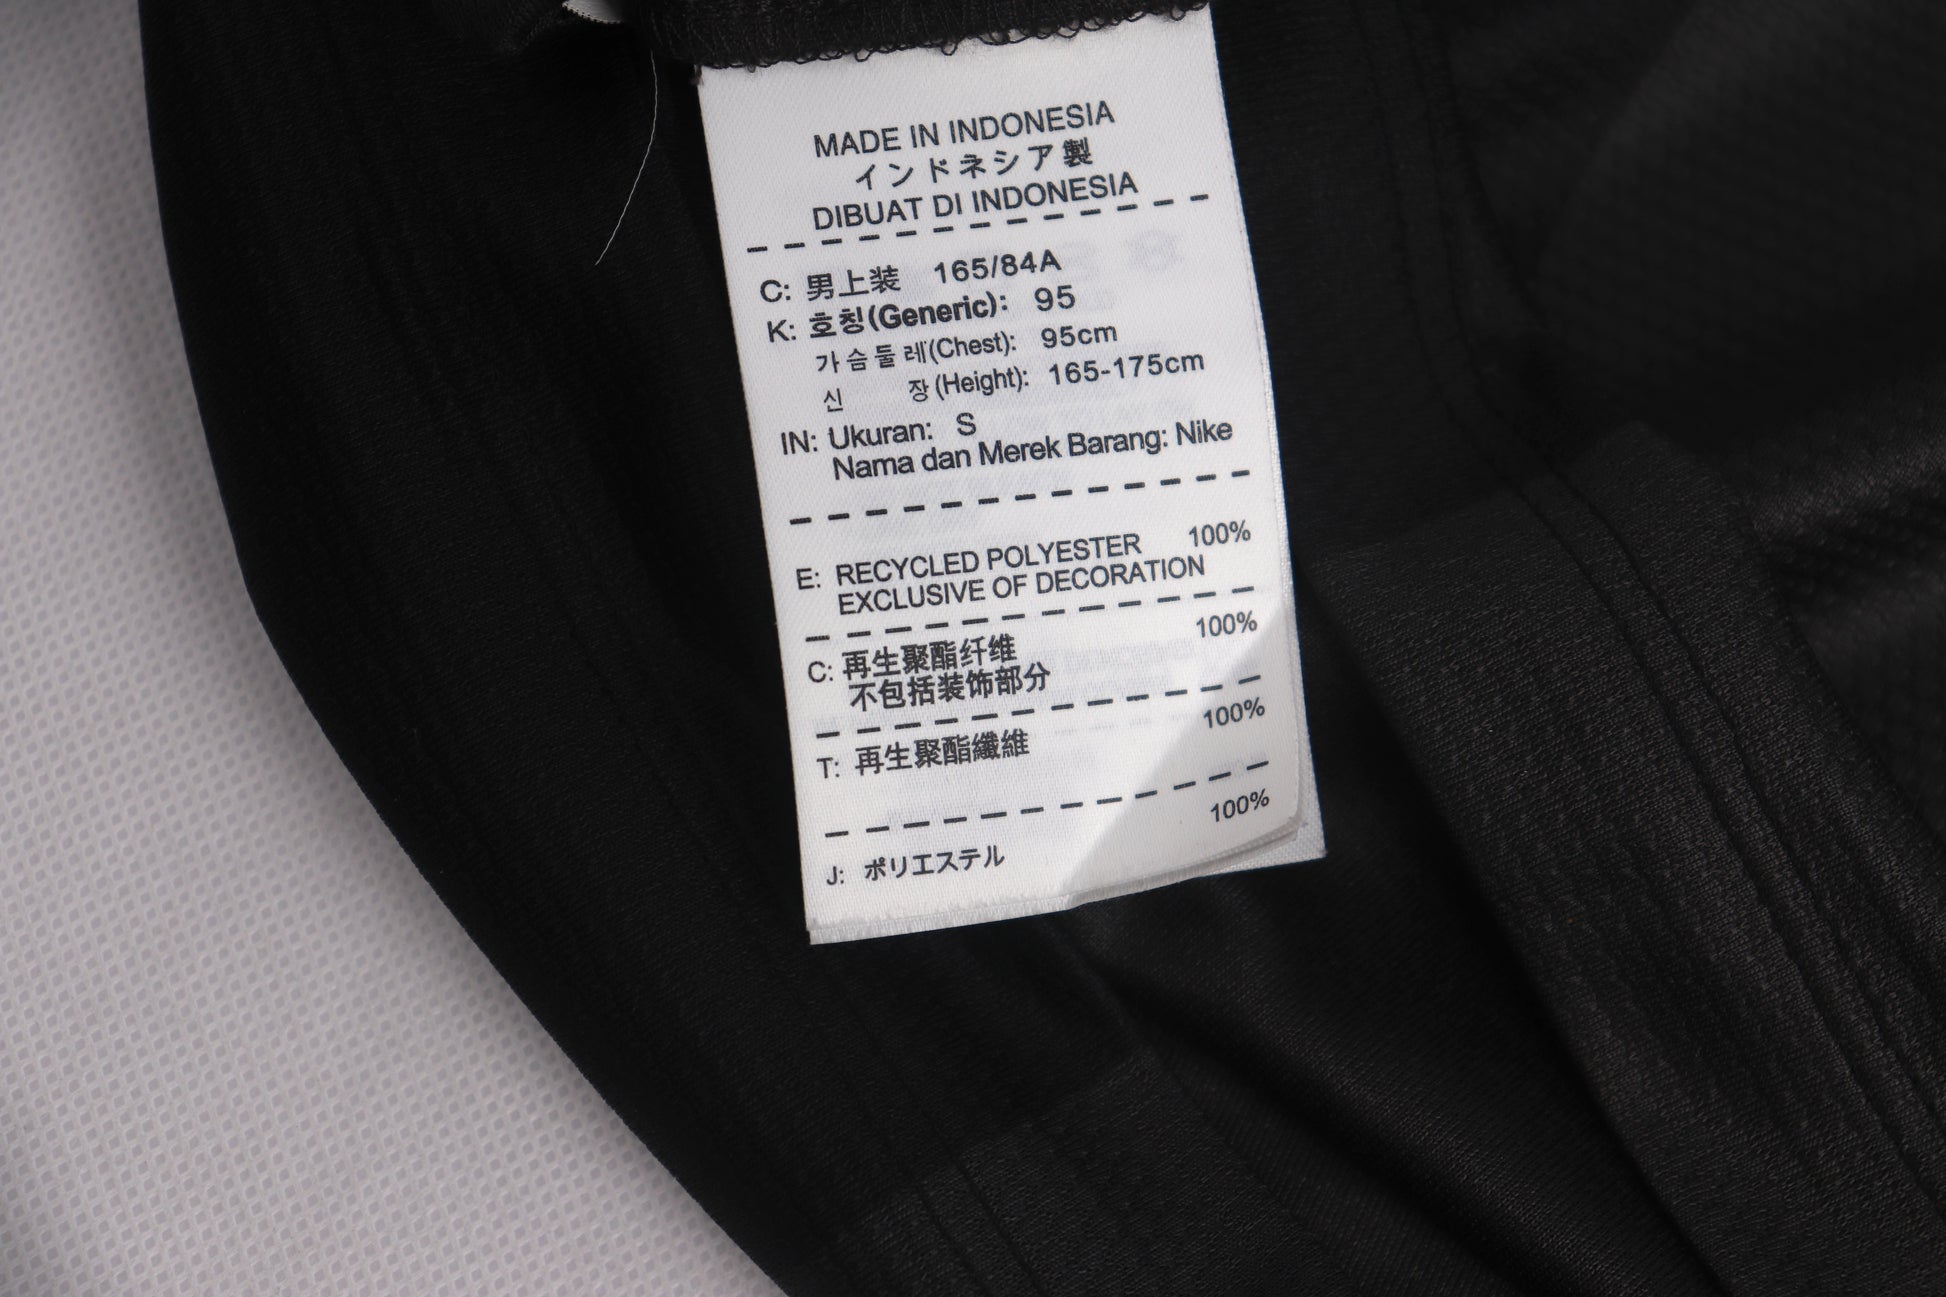 MADE IN INDONESIA
インドネシア製
DIBUAT DI INDONESIA
C: 男上装 165/84A
K: 호칭(Generic): 95
가슴둘레(Chest): 95cm
신 장(Height): 165-175cm
IN: Ukuran: S
Nama dan Merek Barang: Nike
E: RECYCLED POLYESTER 100%
EXCLUSIVE OF DECORATION
C: 再生聚酯纤维 100%
不包括装饰部分
T: 再生聚酯纖維 100%
J: ポリエステル 100%